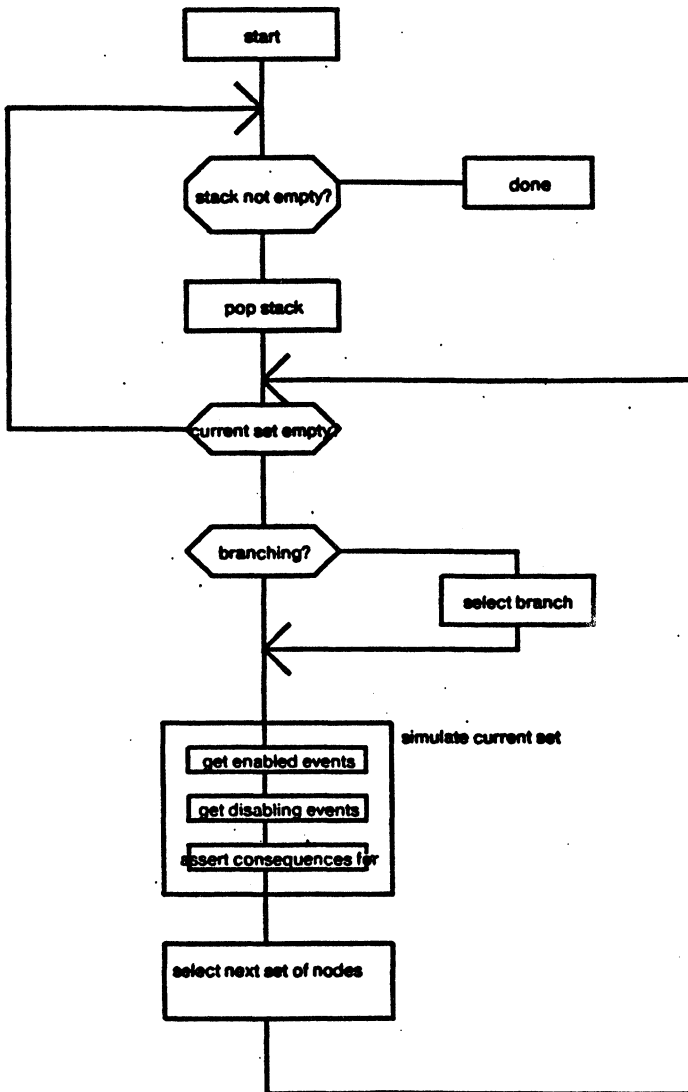 start
stack not empty?
done
pop stack
current set empty?
branching?
select branch
simulate current set
get enabled events
get disabling events
assert consequences for
select next set of nodes